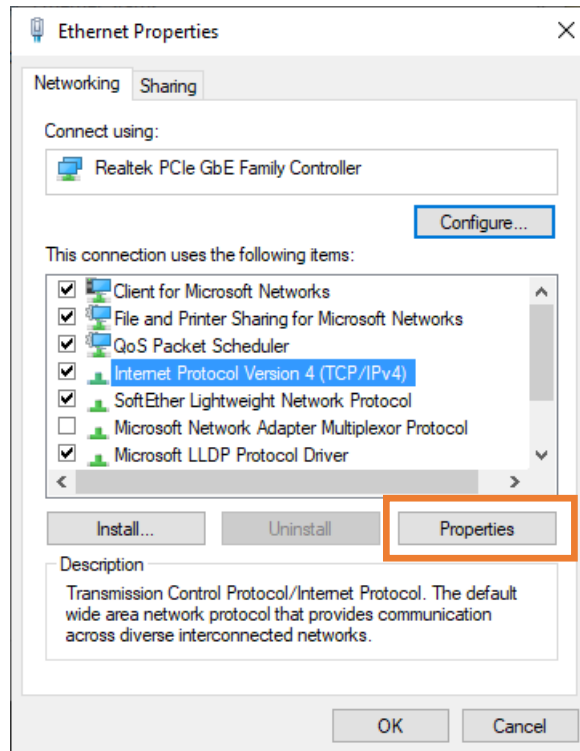 Ethernet Properties
Networking
Sharing
Connect using:
Realtek PCIe GbE Family Controller
Configure...
This connection uses the following items:
Client for Microsoft Networks
File and Printer Sharing for Microsoft Networks
QoS Packet Scheduler
Internet Protocol Version 4 (TCP/IPv4)
SoftEther Lightweight Network Protocol
Microsoft Network Adapter Multiplexor Protocol
Microsoft LLDP Protocol Driver
Install...
Uninstall
Properties
Description
Transmission Control Protocol/Internet Protocol. The default
wide area network protocol that provides communication
across diverse interconnected networks.
OK
Cancel